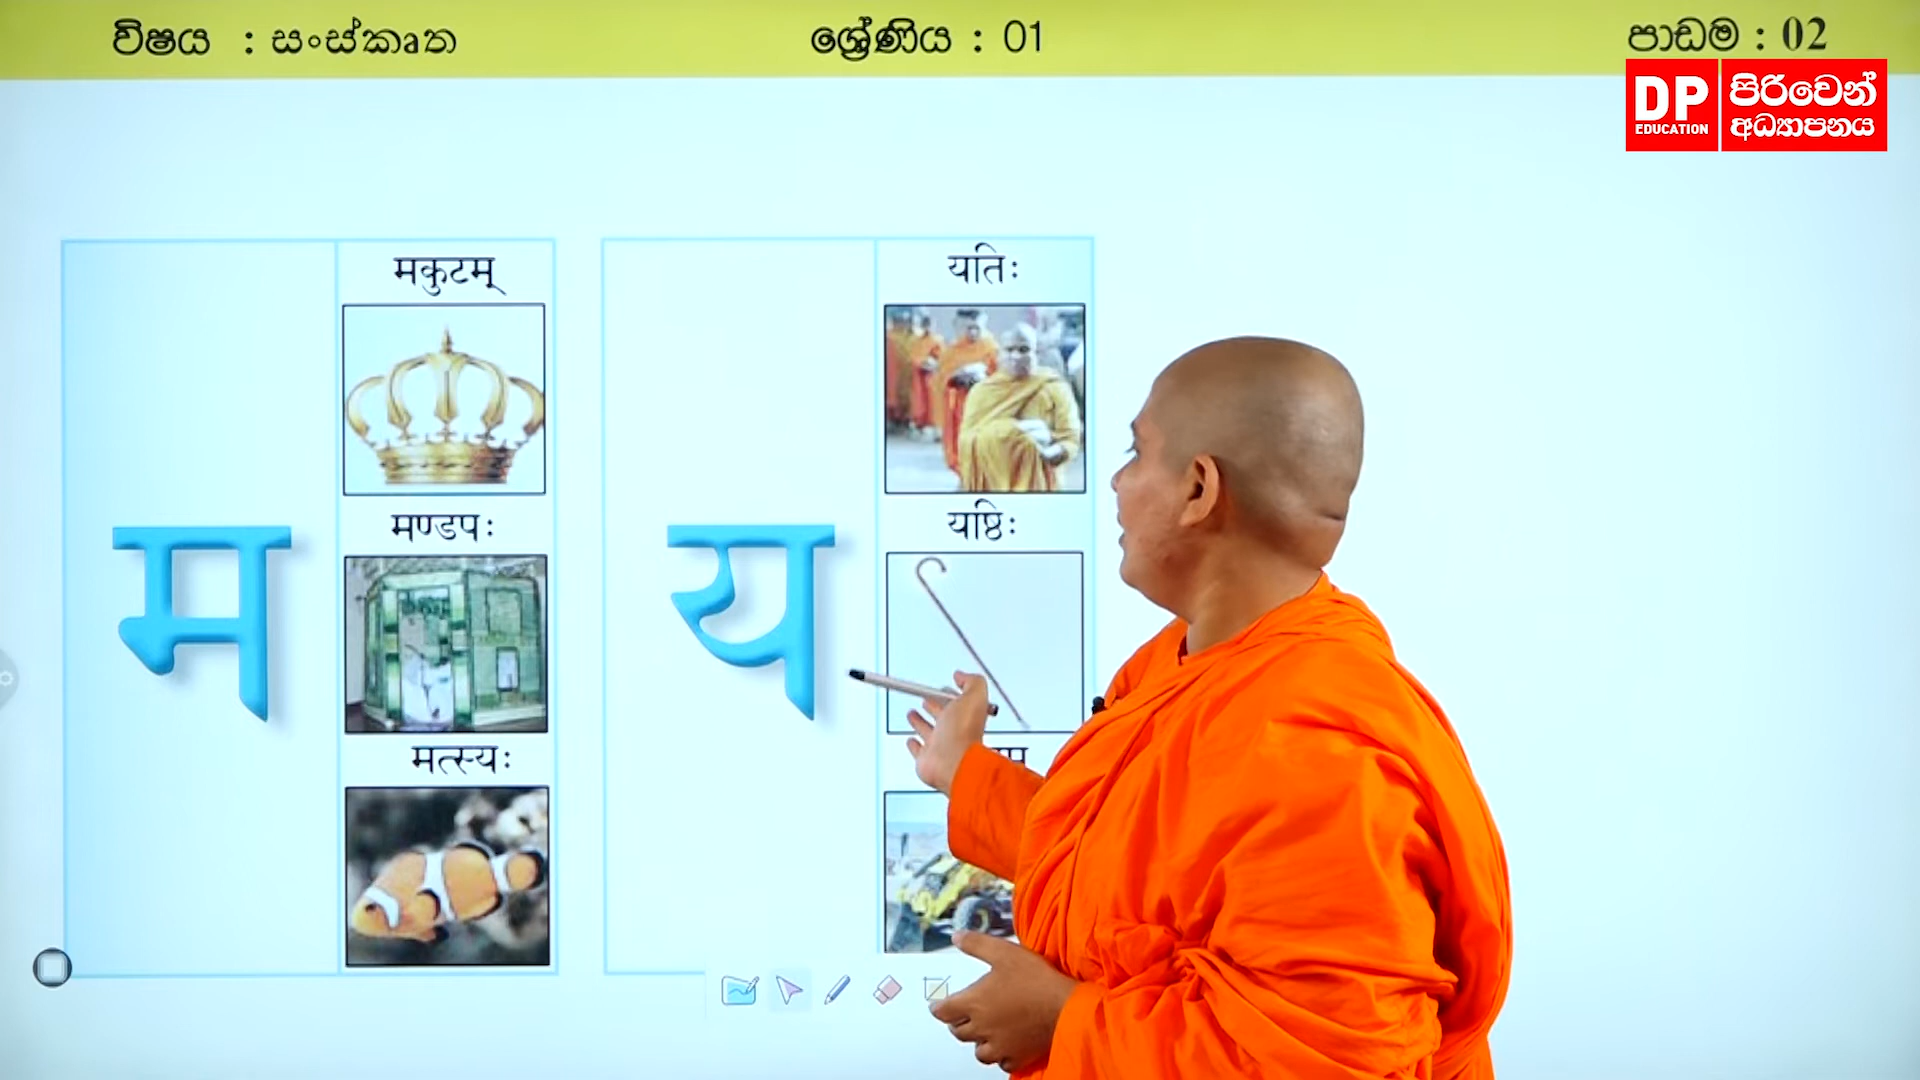 විෂය : සංස්කෘත
ශ්‍රේණිය : 01
පාඩම : 02
DP EDUCATION
පිරිවෙන් අධ්‍යාපනය
म
मकुटम्
मण्डपः
मत्स्यः
य
यतिः
यष्ठिः